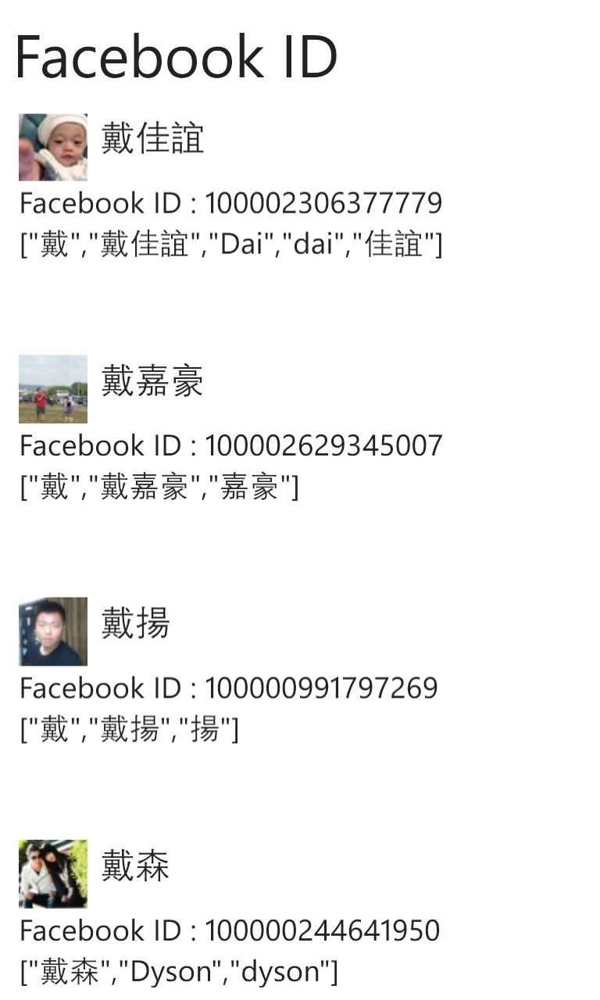 Facebook ID
戴佳誼
Facebook ID : 100002306377779
["戴","戴佳誼","Dai","dai","佳誼"]
戴嘉豪
Facebook ID : 100002629345007
["戴","戴嘉豪","嘉豪"]
戴揚
Facebook ID : 100000991797269
["戴","戴揚","揚"]
戴森
Facebook ID : 100000244641950
["戴森","Dyson","dyson"]